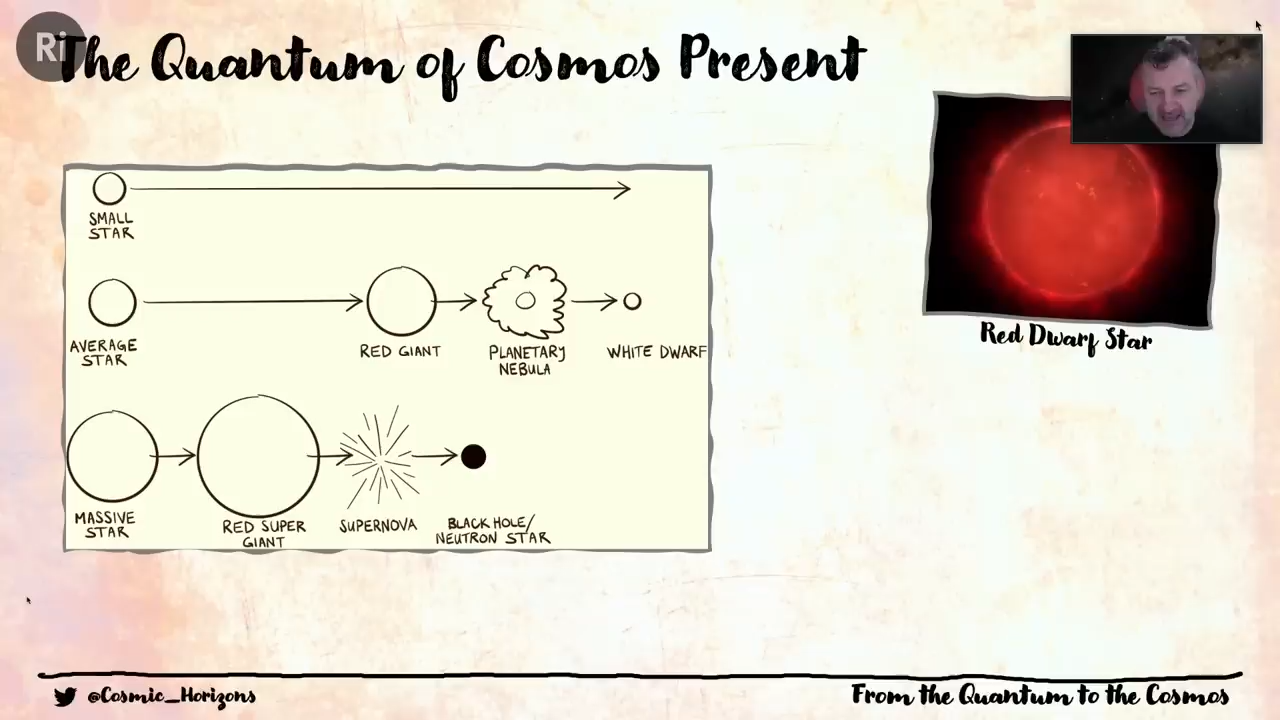 Ri
The Quantum of Cosmos Present
SMALL
STAR
AVERAGE
STAR
RED GIANT
PLANETARY
NEBULA
WHITE DWARF
MASSIVE
STAR
RED SUPER
GIANT
SUPERNOVA
BLACK HOLE/
NEUTRON STAR
Red Dwarf Star
@Cosmic_Horizons
From the Quantum to the Cosmos